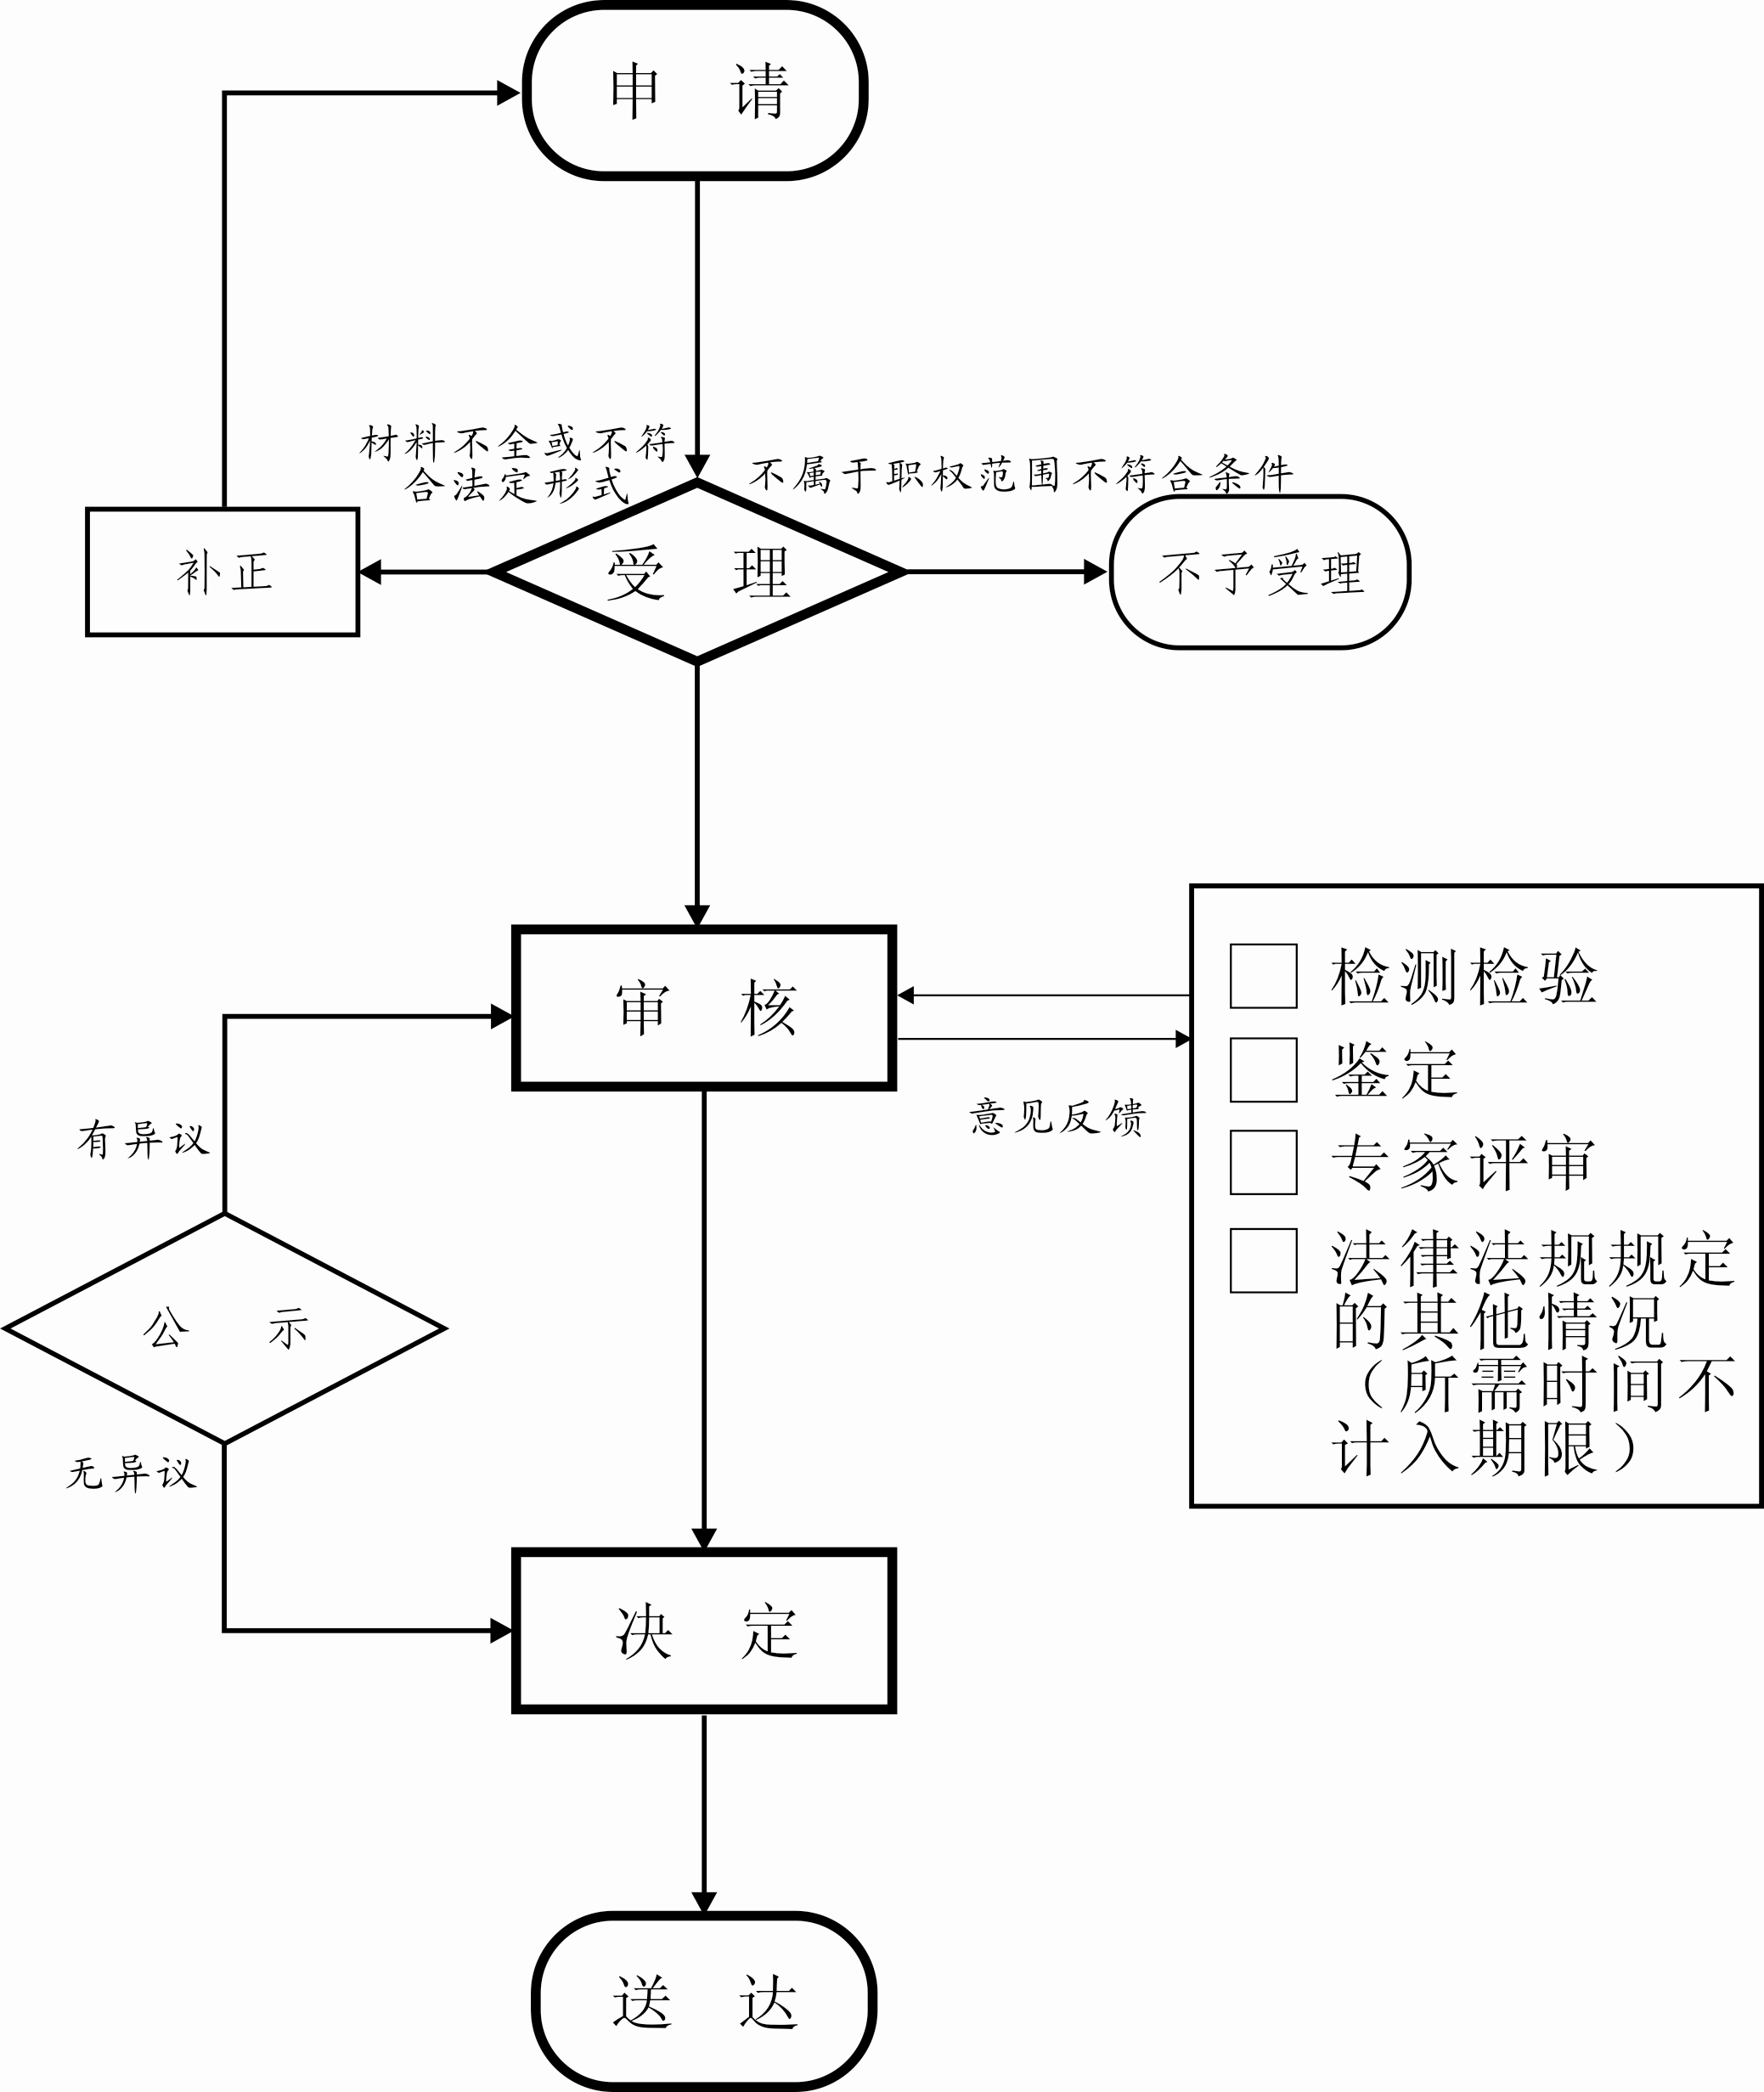 申 请
材料不全或不符
合法定形式
不属于职权范围不符合条件
补正
受 理
不予受理
审 核
检测检验
鉴定
专家评审
法律法规规定
的其他情况
（所需时间不
计入期限）
意见反馈
有异议
公 示
无异议
决 定
送 达